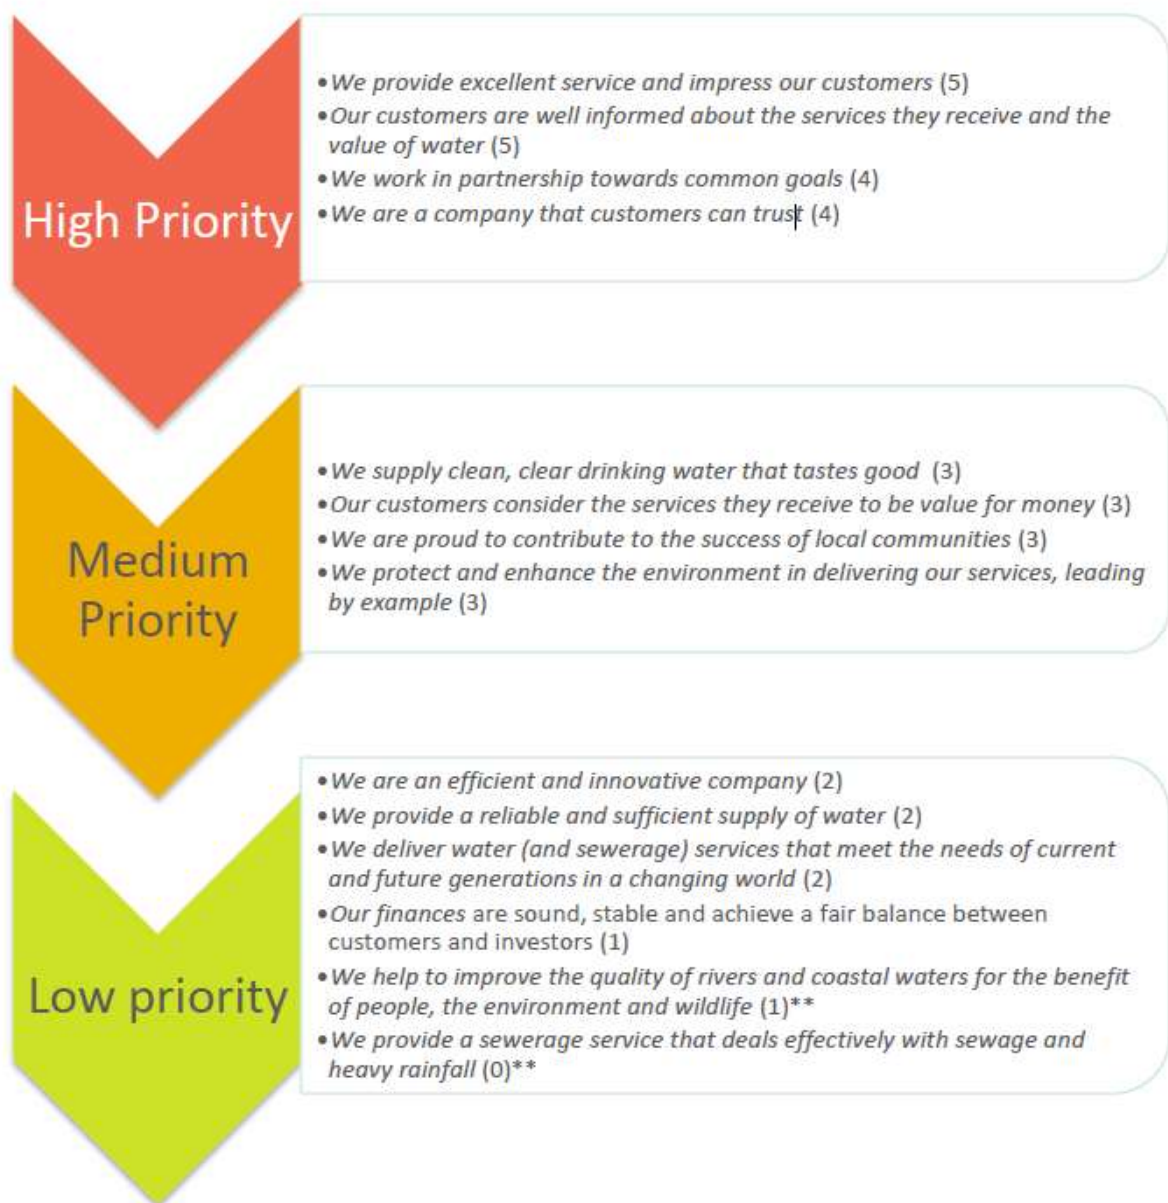 High Priority
•We provide excellent service and impress our customers (5)
•Our customers are well informed about the services they receive and the
value of water (5)
•We work in partnership towards common goals (4)
•We are a company that customers can trust (4)
Medium
Priority
•We supply clean, clear drinking water that tastes good (3)
•Our customers consider the services they receive to be value for money (3)
•We are proud to contribute to the success of local communities (3)
•We protect and enhance the environment in delivering our services, leading
by example (3)
Low priority
•We are an efficient and innovative company (2)
•We provide a reliable and sufficient supply of water (2)
•We deliver water (and sewerage) services that meet the needs of current
and future generations in a changing world (2)
•Our finances are sound, stable and achieve a fair balance between
customers and investors (1)
•We help to improve the quality of rivers and coastal waters for the benefit
of people, the environment and wildlife (1)**
•We provide a sewerage service that deals effectively with sewage and
heavy rainfall (0)**